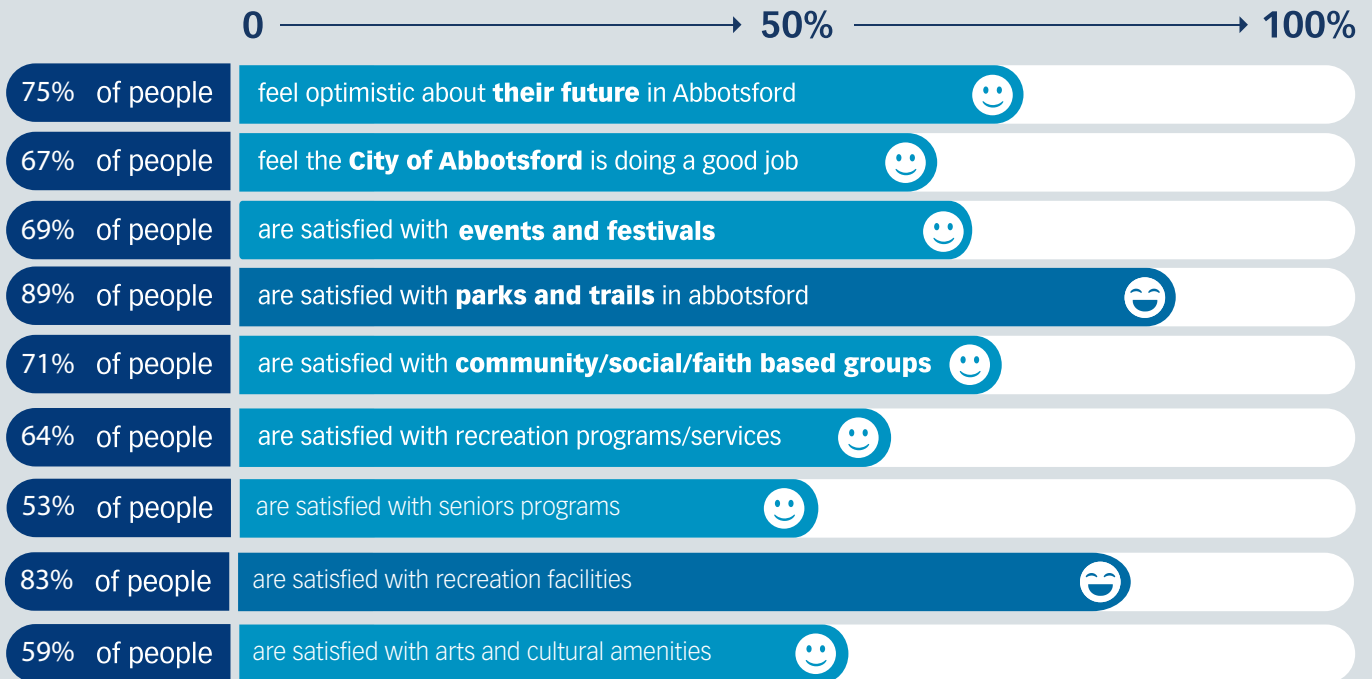 0 50% 100%
75% of people feel optimistic about their future in Abbotsford
67% of people feel the City of Abbotsford is doing a good job
69% of people are satisfied with events and festivals
89% of people are satisfied with parks and trails in abbotsford
71% of people are satisfied with community/social/faith based groups
64% of people are satisfied with recreation programs/services
53% of people are satisfied with seniors programs
83% of people are satisfied with recreation facilities
59% of people are satisfied with arts and cultural amenities